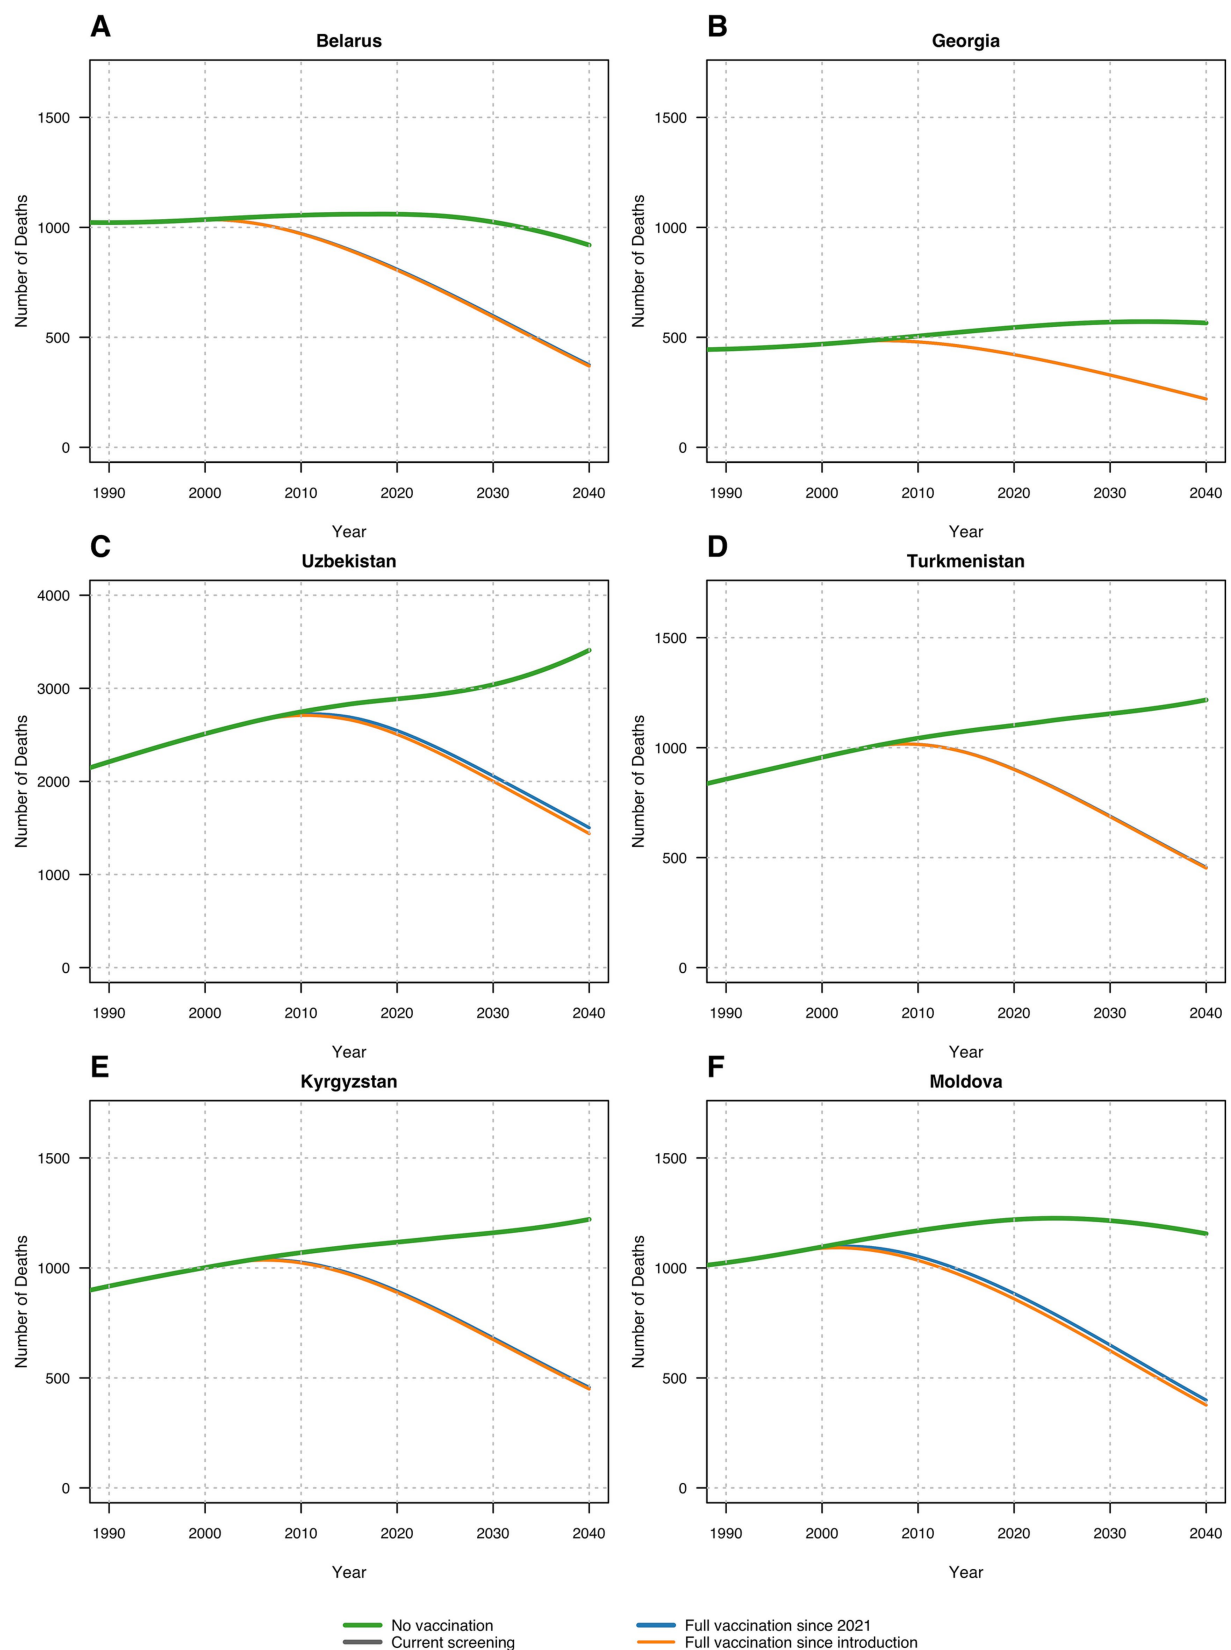 A
Belarus
Number of Deaths
1500
1000
500
0
1990 2000 2010 2020 2030 2040
Year
B
Georgia
Number of Deaths
1500
1000
500
0
1990 2000 2010 2020 2030 2040
Year
C
Uzbekistan
Number of Deaths
4000
3000
2000
1000
0
1990 2000 2010 2020 2030 2040
Year
D
Turkmenistan
Number of Deaths
1500
1000
500
0
1990 2000 2010 2020 2030 2040
Year
E
Kyrgyzstan
Number of Deaths
1500
1000
500
0
1990 2000 2010 2020 2030 2040
Year
F
Moldova
Number of Deaths
1500
1000
500
0
1990 2000 2010 2020 2030 2040
Year
No vaccination
Current screening
Full vaccination since 2021
Full vaccination since introduction